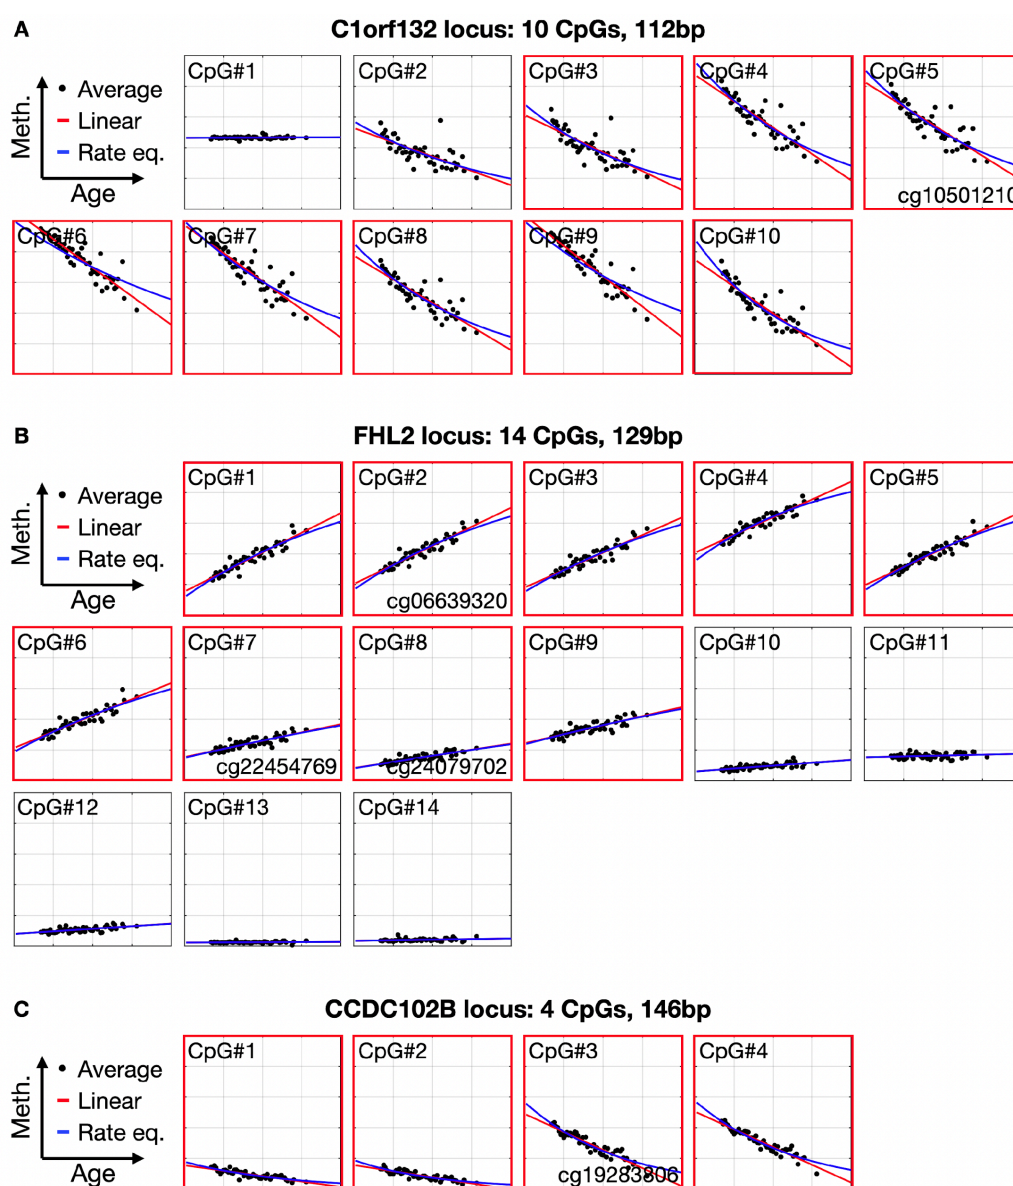 A
C1orf132 locus: 10 CpGs, 112bp
Meth.
Average
Linear
Rate eq.
Age
CpG#1
CpG#2
CpG#3
CpG#4
CpG#5
cg10501210
CpG#6
CpG#7
CpG#8
CpG#9
CpG#10
B
FHL2 locus: 14 CpGs, 129bp
Meth.
Average
Linear
Rate eq.
Age
CpG#1
CpG#2
cg06639320
CpG#3
CpG#4
CpG#5
CpG#6
CpG#7
cg22454769
CpG#8
cg24079702
CpG#9
CpG#10
CpG#11
CpG#12
CpG#13
CpG#14
C
CCDC102B locus: 4 CpGs, 146bp
Meth.
Average
Linear
Rate eq.
Age
CpG#1
CpG#2
CpG#3
cg19283806
CpG#4